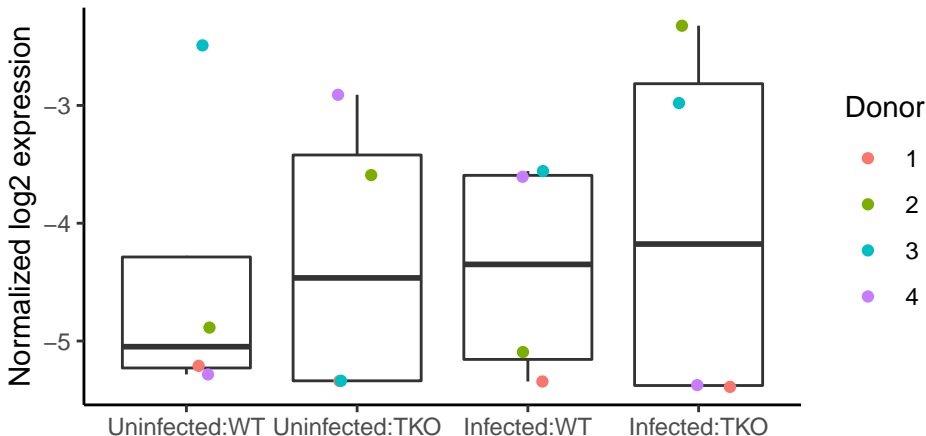 Normalized log2 expression
−3
−4
−5
Uninfected:WT
Uninfected:TKO
Infected:WT
Infected:TKO
Donor
1
2
3
4